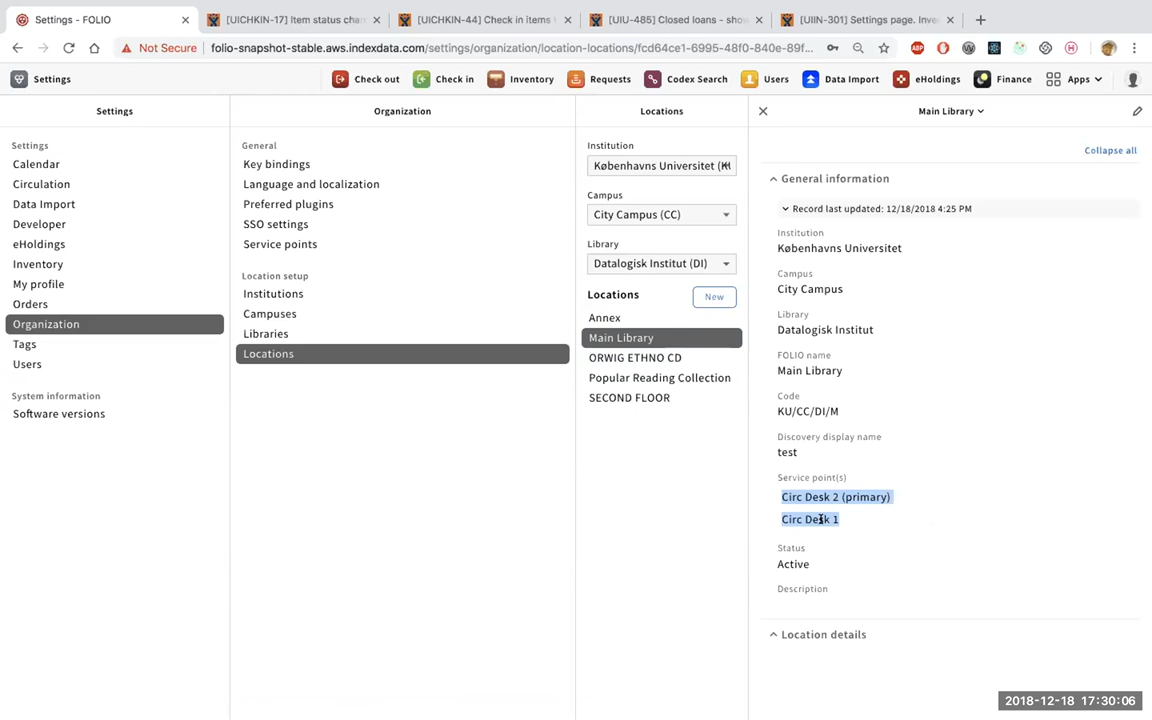 Settings - FOLIO
[UICHKIN-17] Item status cha
[UICHKIN-44] Check in items
[UIU-485] Closed loans - sho
[UIIN-301] Settings page. Inve
Not Secure
folio-snapshot-stable.aws.indexdata.com/settings/organization/location-locations/fcd64ce1-6995-48f0-840e-89f...
Settings
Check out
Check in
Inventory
Requests
Codex Search
Users
Data Import
eHoldings
Finance
Apps
Settings
Settings
Calendar
Circulation
Data Import
Developer
eHoldings
Inventory
My profile
Orders
Organization
Tags
Users
System information
Software versions
Organization
General
Key bindings
Language and localization
Preferred plugins
SSO settings
Service points
Location setup
Institutions
Campuses
Libraries
Locations
Locations
Institution
Københavns Universitet
Campus
City Campus (CC)
Library
Datalogisk Institut (DI)
Locations
New
Annex
Main Library
ORWIG ETHNO CD
Popular Reading Collection
SECOND FLOOR
Main Library
Collapse all
General information
Record last updated: 12/18/2018 4:25 PM
Institution
Københavns Universitet
Campus
City Campus
Library
Datalogisk Institut
FOLIO name
Main Library
Code
KU/CC/DI/M
Discovery display name
test
Service point(s)
Circ Desk 2 (primary)
Circ Desk 1
Status
Active
Description
Location details
2018-12-18 17:30:06